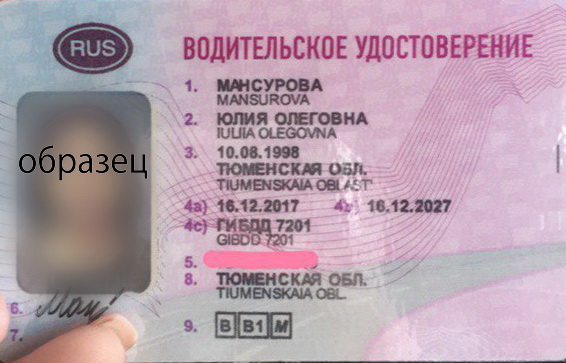 RUS
ВОДИТЕЛЬСКОЕ УДОСТОВЕРЕНИЕ
1. МАНСУРОВА
MANSUROVA
2. ЮЛИЯ ОЛЕГОВНА
IULIIA OLEGOVNA
3. 10.08.1998
ТЮМЕНСКАЯ ОБЛ.
TIUMENSKAIA OBLAST'
4a) 16.12.2017 4b) 16.12.2027
4c) ГИБДД 7201
GIBDD 7201
5.
8. ТЮМЕНСКАЯ ОБЛ.
TIUMENSKAIA OBL.
9. B B1 M
образец
6.
7.